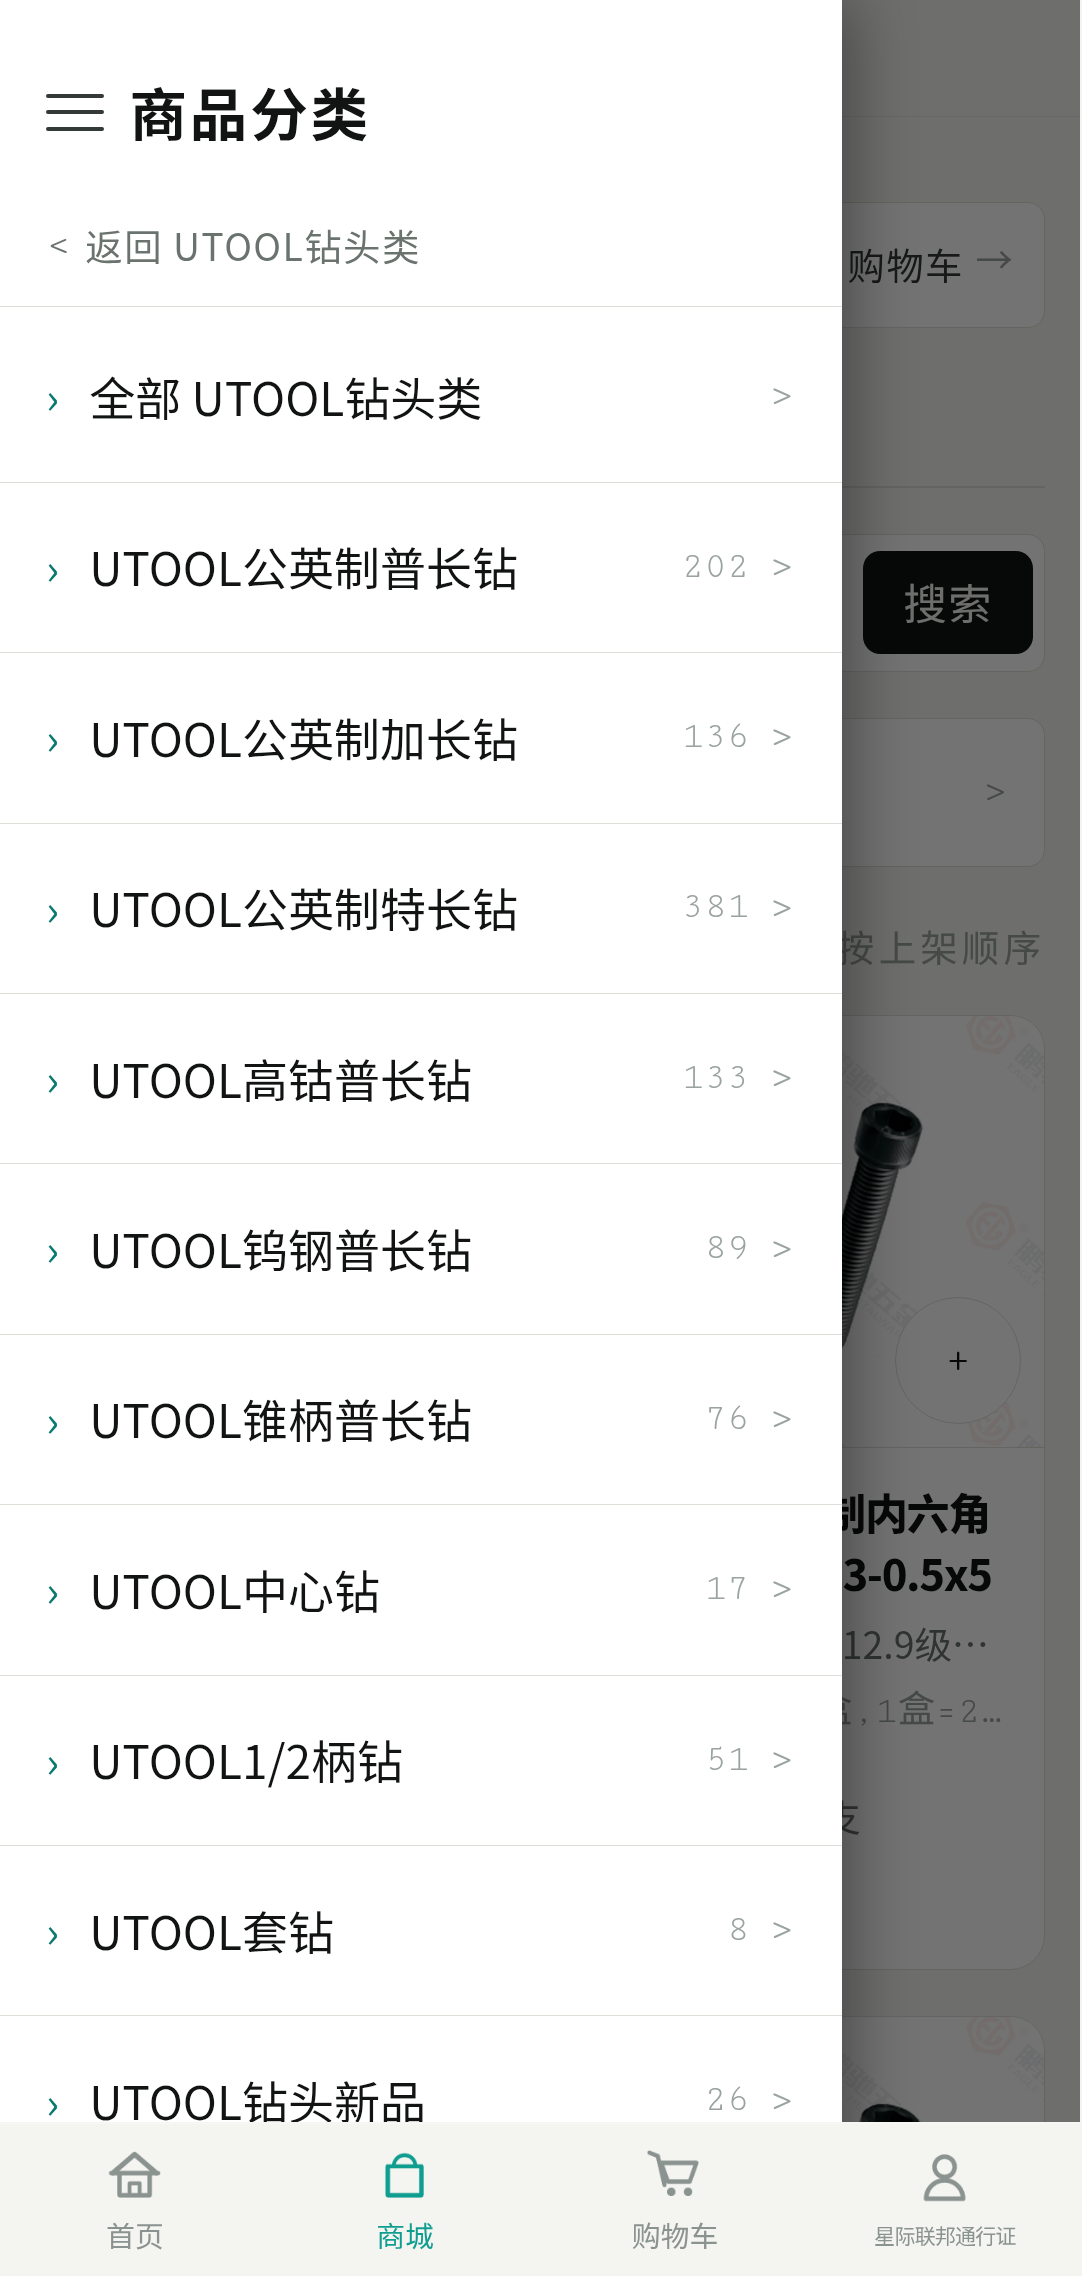 商品分类
< 返回 UTOOL钻头类
购物车 →
› 全部 UTOOL钻头类 >
› UTOOL公英制普长钻 202 >
搜索
› UTOOL公英制加长钻 136 >
>
› UTOOL公英制特长钻 381 >
按上架顺序
› UTOOL高钴普长钻 133 >
› UTOOL钨钢普长钻 89 >
+
› UTOOL锥柄普长钻 76 >
制内六角
3-0.5x5
› UTOOL中心钻 17 >
12.9级…
盒,1盒=2…
› UTOOL1/2柄钻 51 >
支
› UTOOL套钻 8 >
› UTOOL钻头新品 26 >
首页
商城
购物车
星际联邦通行证